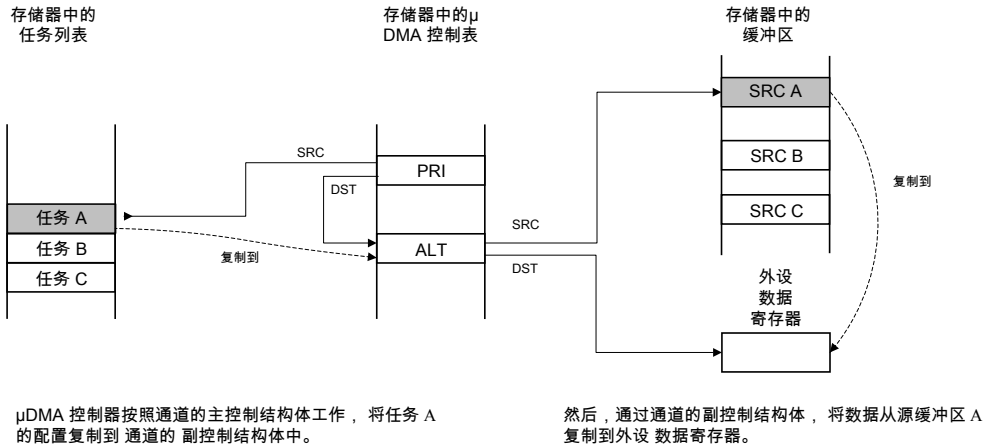 存储器中的
任务列表
存储器中的μ
DMA 控制表
存储器中的
缓冲区
SRC A
SRC
PRI
SRC B
复制到
DST
SRC C
任务 A
SRC
任务 B
复制到
ALT
DST
任务 C
外设
数据
寄存器
μDMA 控制器按照通道的主控制结构体工作， 将任务 A
的配置复制到 通道的 副控制结构体中。
然后，通过通道的副控制结构体， 将数据从源缓冲区 A
复制到外设 数据寄存器。